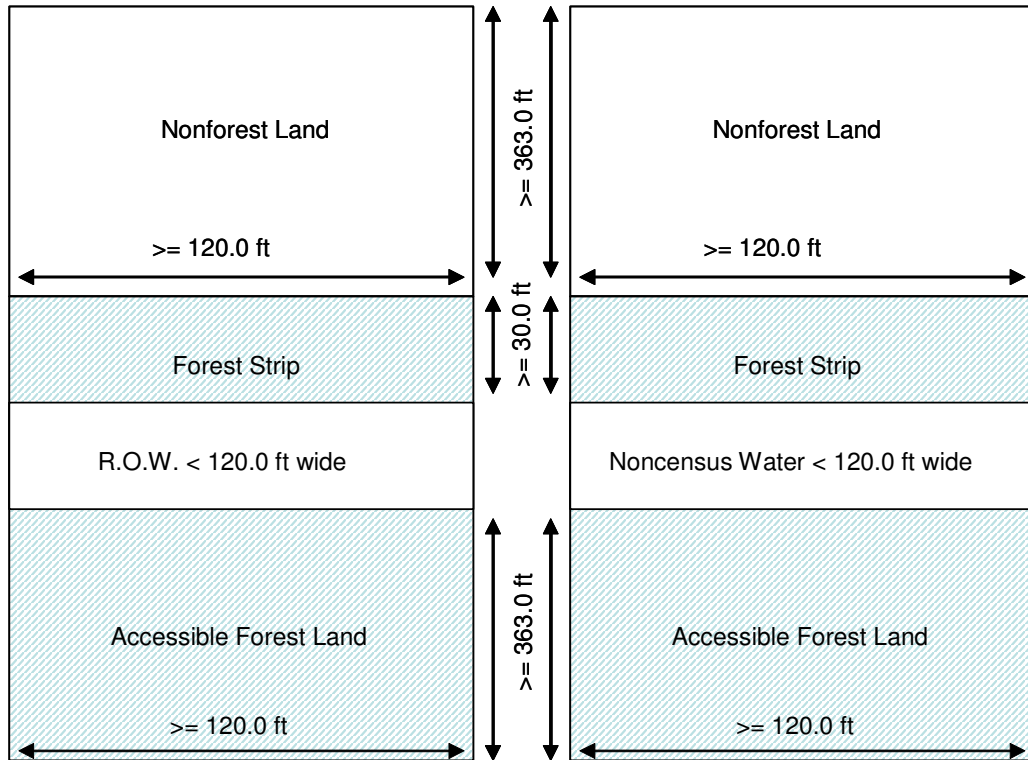 Nonforest Land
>= 120.0 ft
>= 363.0 ft
Nonforest Land
>= 120.0 ft
Forest Strip
>= 30.0 ft
Forest Strip
R.O.W. < 120.0 ft wide
Noncensus Water < 120.0 ft wide
Accessible Forest Land
>= 120.0 ft
>= 363.0 ft
Accessible Forest Land
>= 120.0 ft